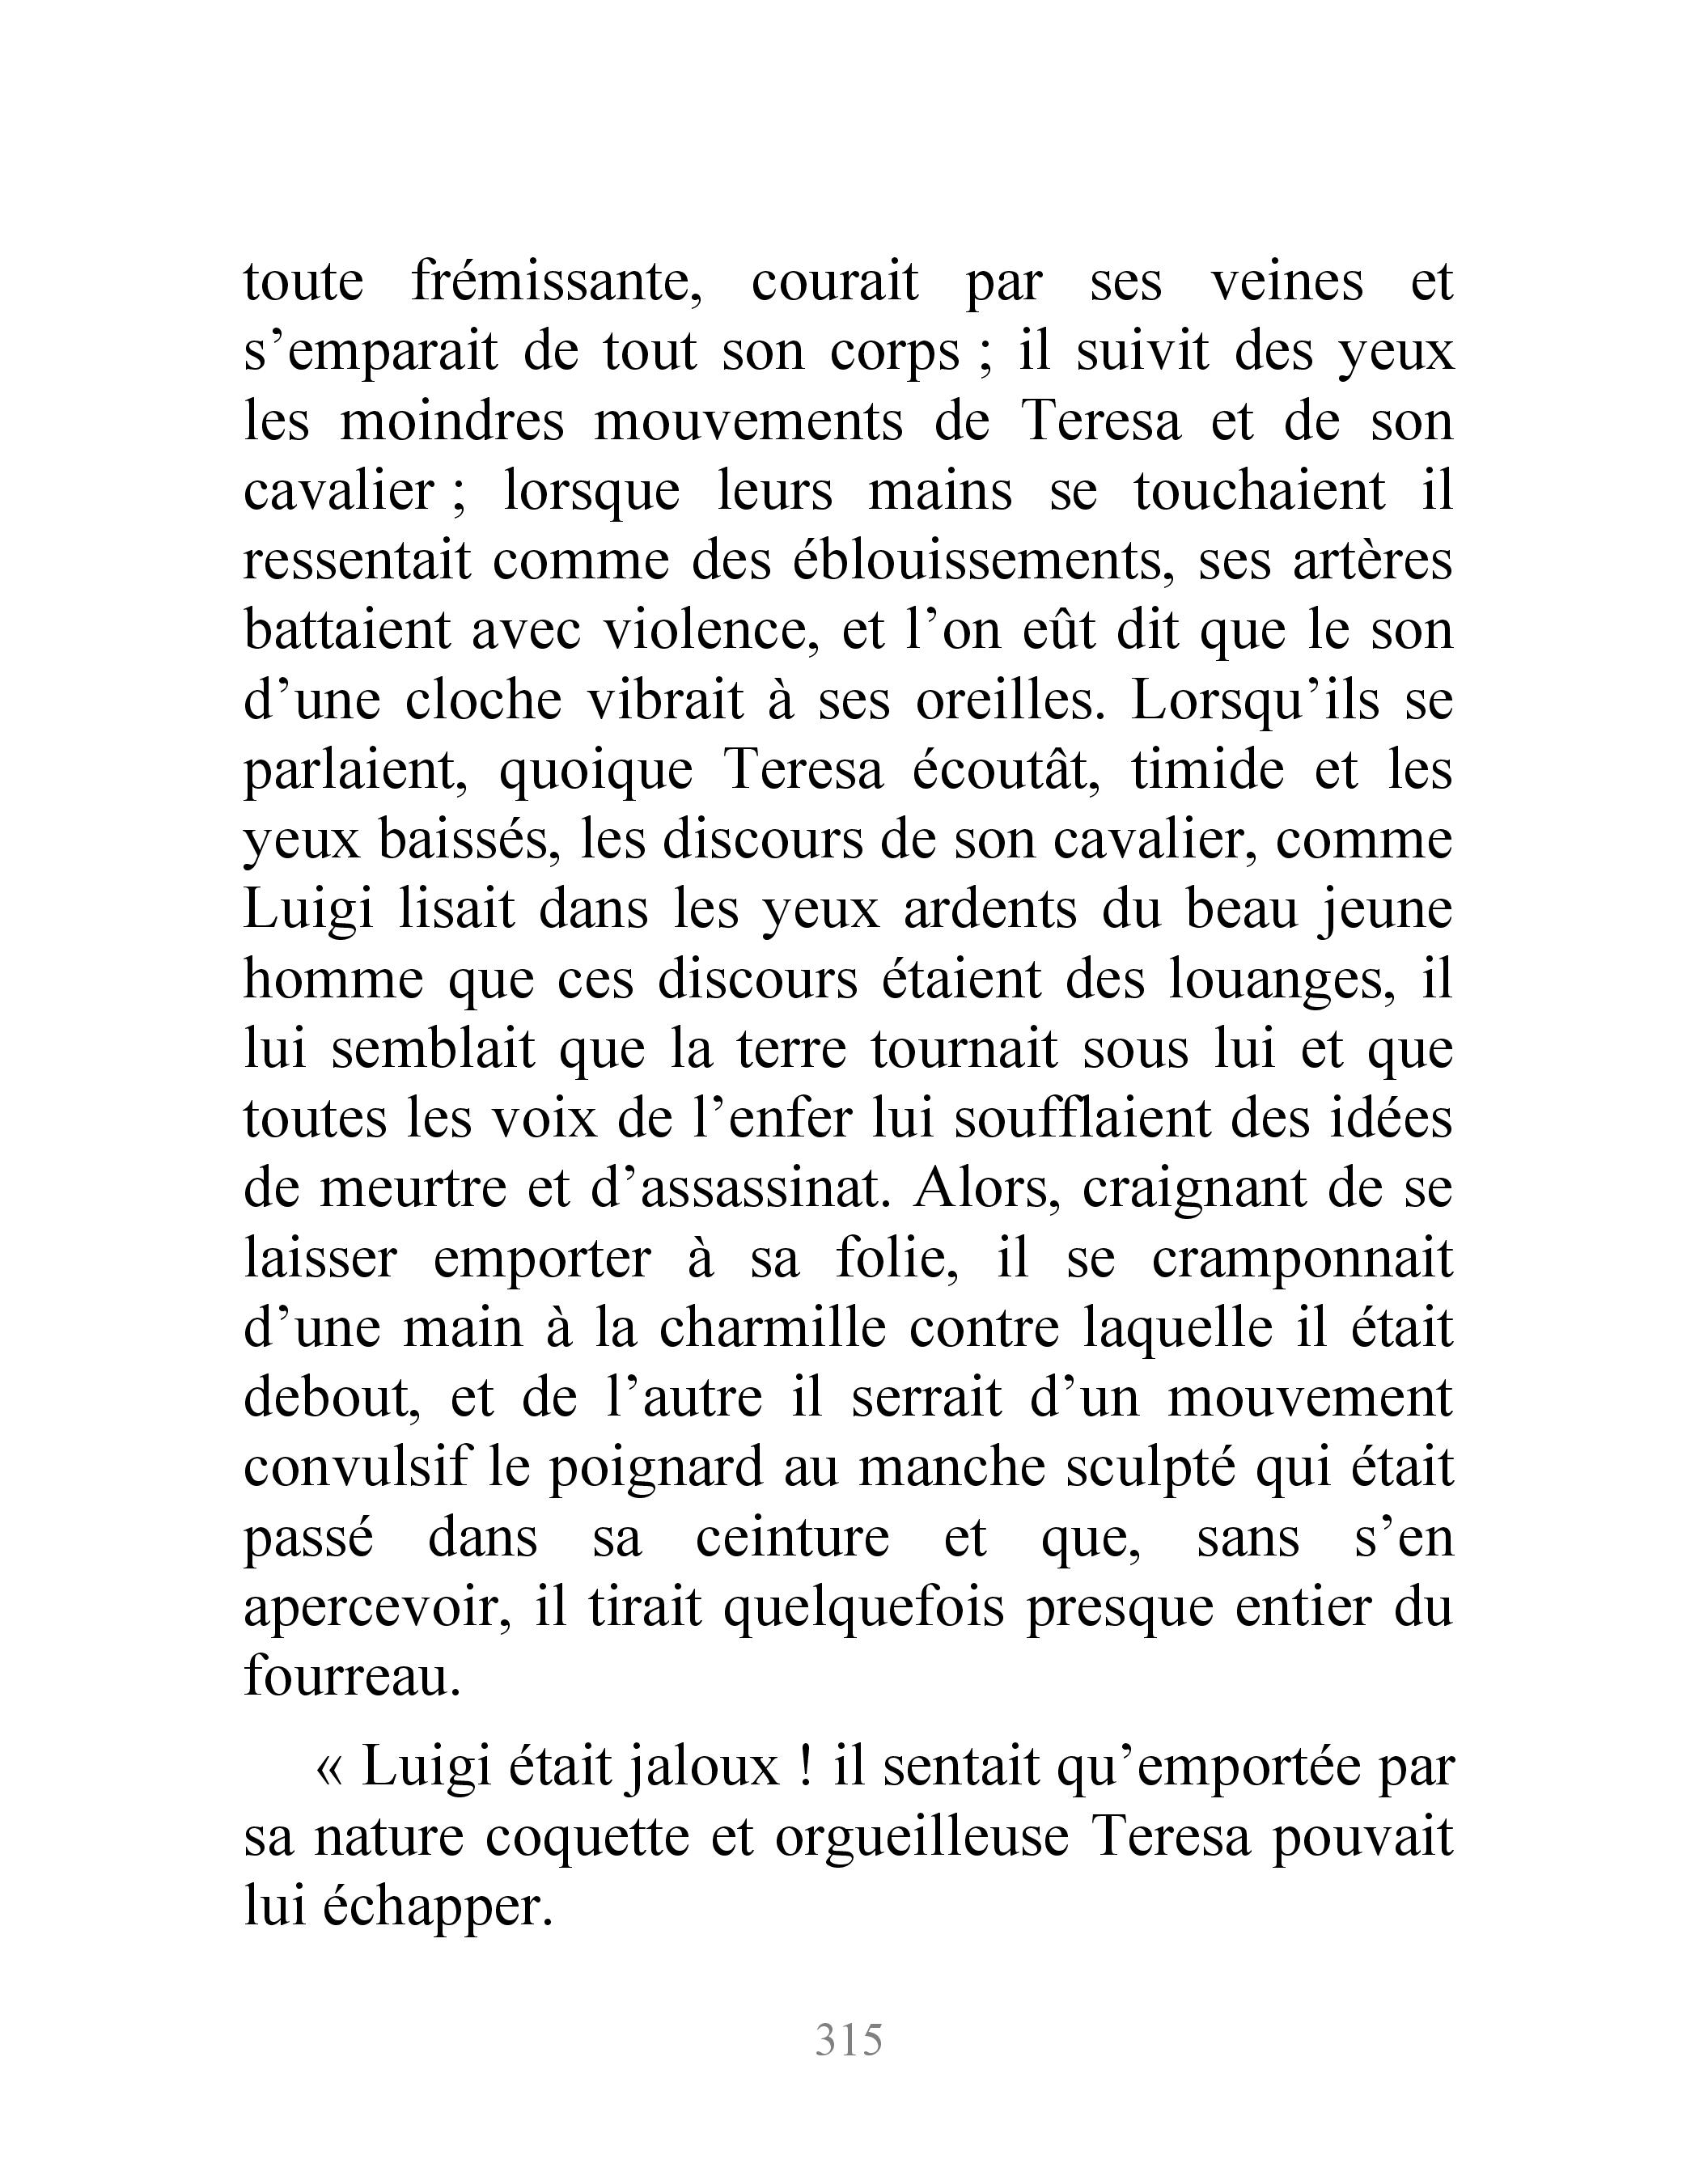 toute frémissante, courait par ses veines et
s’emparait de tout son corps ; il suivit des yeux
les moindres mouvements de Teresa et de son
cavalier ; lorsque leurs mains se touchaient il
ressentait comme des éblouissements, ses artères
battaient avec violence, et l’on eût dit que le son
d’une cloche vibrait à ses oreilles. Lorsqu’ils se
parlaient, quoique Teresa écoutât, timide et les
yeux baissés, les discours de son cavalier, comme
Luigi lisait dans les yeux ardents du beau jeune
homme que ces discours étaient des louanges, il
lui semblait que la terre tournait sous lui et que
toutes les voix de l’enfer lui soufflaient des idées
de meurtre et d’assassinat. Alors, craignant de se
laisser emporter à sa folie, il se cramponnait
d’une main à la charmille contre laquelle il était
debout, et de l’autre il serrait d’un mouvement
convulsif le poignard au manche sculpté qui était
passé dans sa ceinture et que, sans s’en
apercevoir, il tirait quelquefois presque entier du
fourreau.
« Luigi était jaloux ! il sentait qu’emportée par
sa nature coquette et orgueilleuse Teresa pouvait
lui échapper.
315